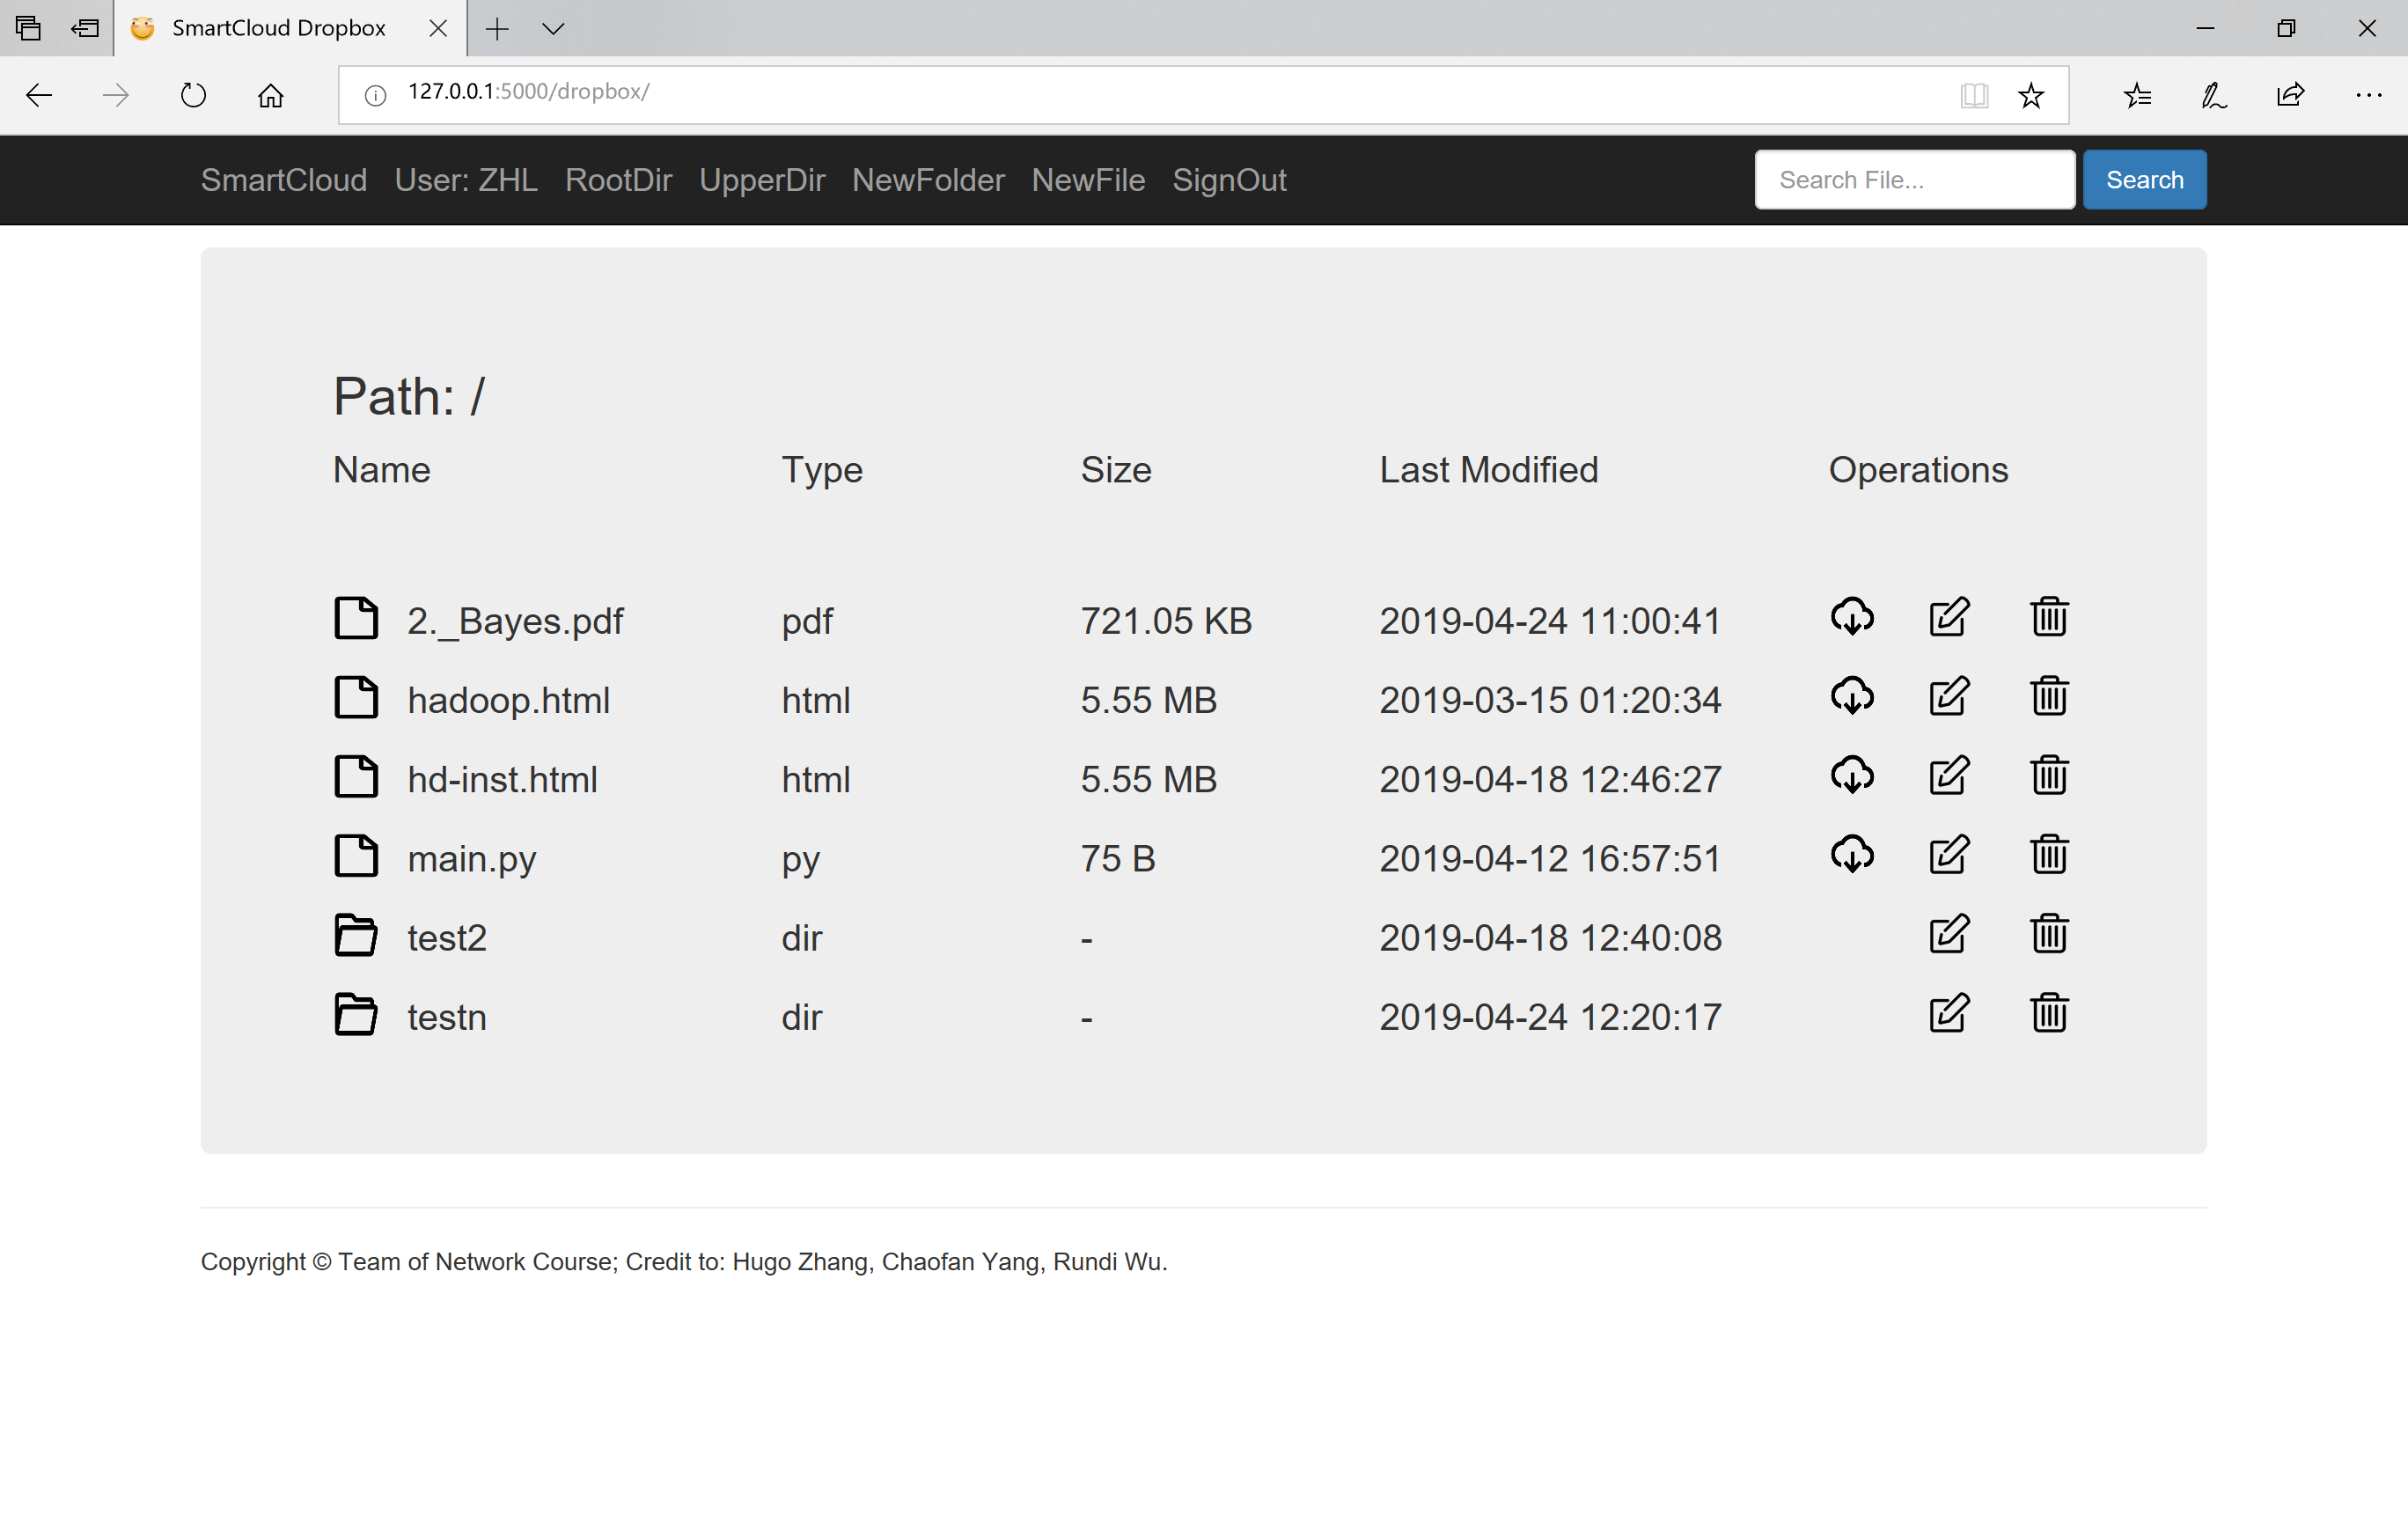 SmartCloud Dropbox
127.0.0.1:5000/dropbox/
SmartCloud User: ZHL RootDir UpperDir NewFolder NewFile SignOut Search File... Search
Path: /
Name Type Size Last Modified Operations
2._Bayes.pdf pdf 721.05 KB 2019-04-24 11:00:41
hadoop.html html 5.55 MB 2019-03-15 01:20:34
hd-inst.html html 5.55 MB 2019-04-18 12:46:27
main.py py 75 B 2019-04-12 16:57:51
test2 dir - 2019-04-18 12:40:08
testn dir - 2019-04-24 12:20:17
Copyright © Team of Network Course; Credit to: Hugo Zhang, Chaofan Yang, Rundi Wu.